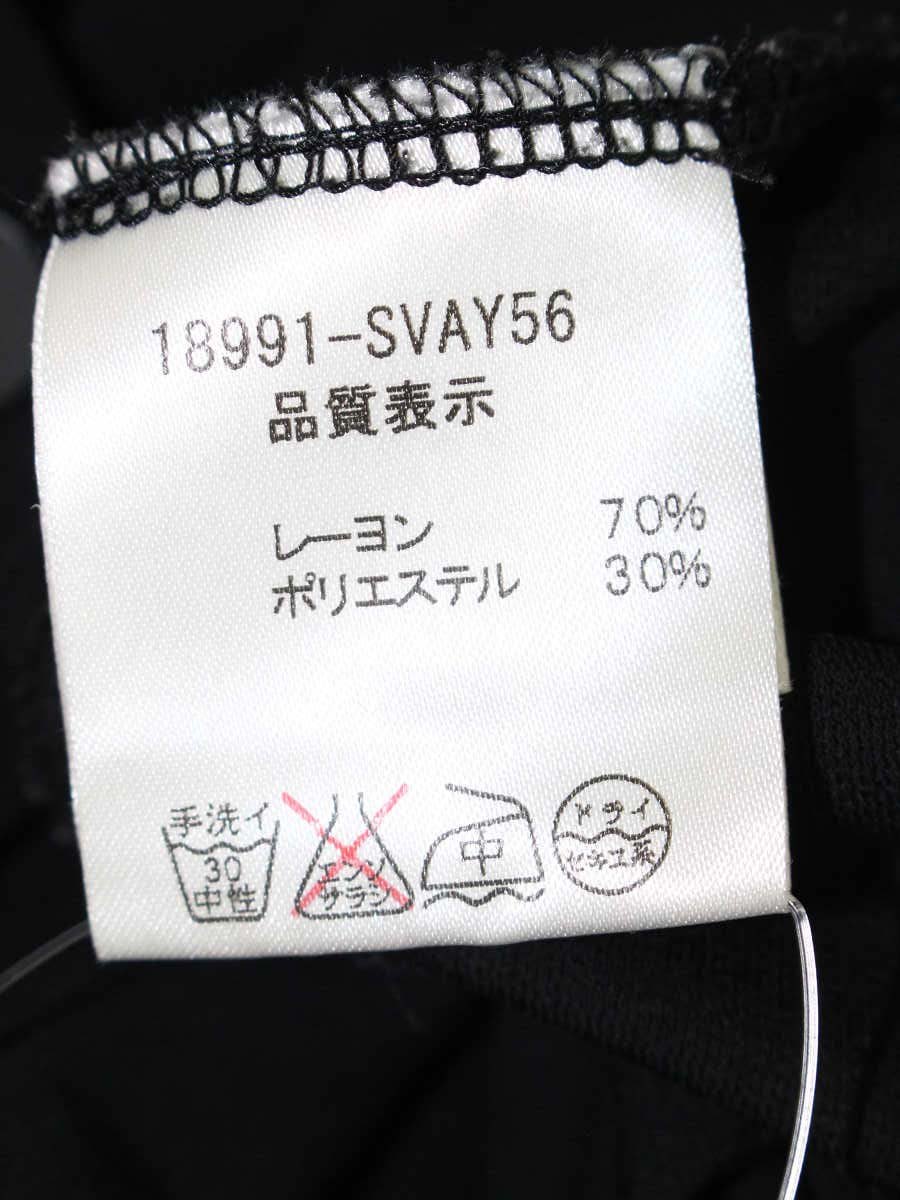 18991-SVAY56
品質表示
レーヨン 70%
ポリエステル 30%
手洗イ
30
中性
エンソ
サラシ
中
ドライ
セキユ系